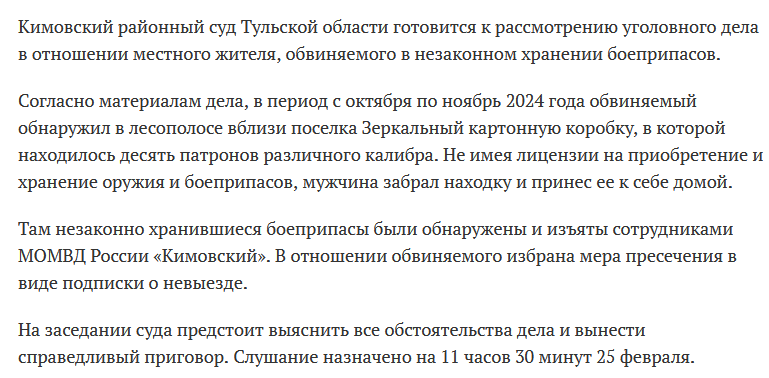 Кимовский районный суд Тульской области готовится к рассмотрению уголовного дела
в отношении местного жителя, обвиняемого в незаконном хранении боеприпасов.
Согласно материалам дела, в период с октября по ноябрь 2024 года обвиняемый
обнаружил в лесополосе вблизи поселка Зеркальный картонную коробку, в которой
находилось десять патронов различного калибра. Не имея лицензии на приобретение и
хранение оружия и боеприпасов, мужчина забрал находку и принес ее к себе домой.
Там незаконно хранившиеся боеприпасы были обнаружены и изъяты сотрудниками
МОМВД России «Кимовский». В отношении обвиняемого избрана мера пресечения в
виде подписки о невыезде.
На заседании суда предстоит выяснить все обстоятельства дела и вынести
справедливый приговор. Слушание назначено на 11 часов 30 минут 25 февраля.